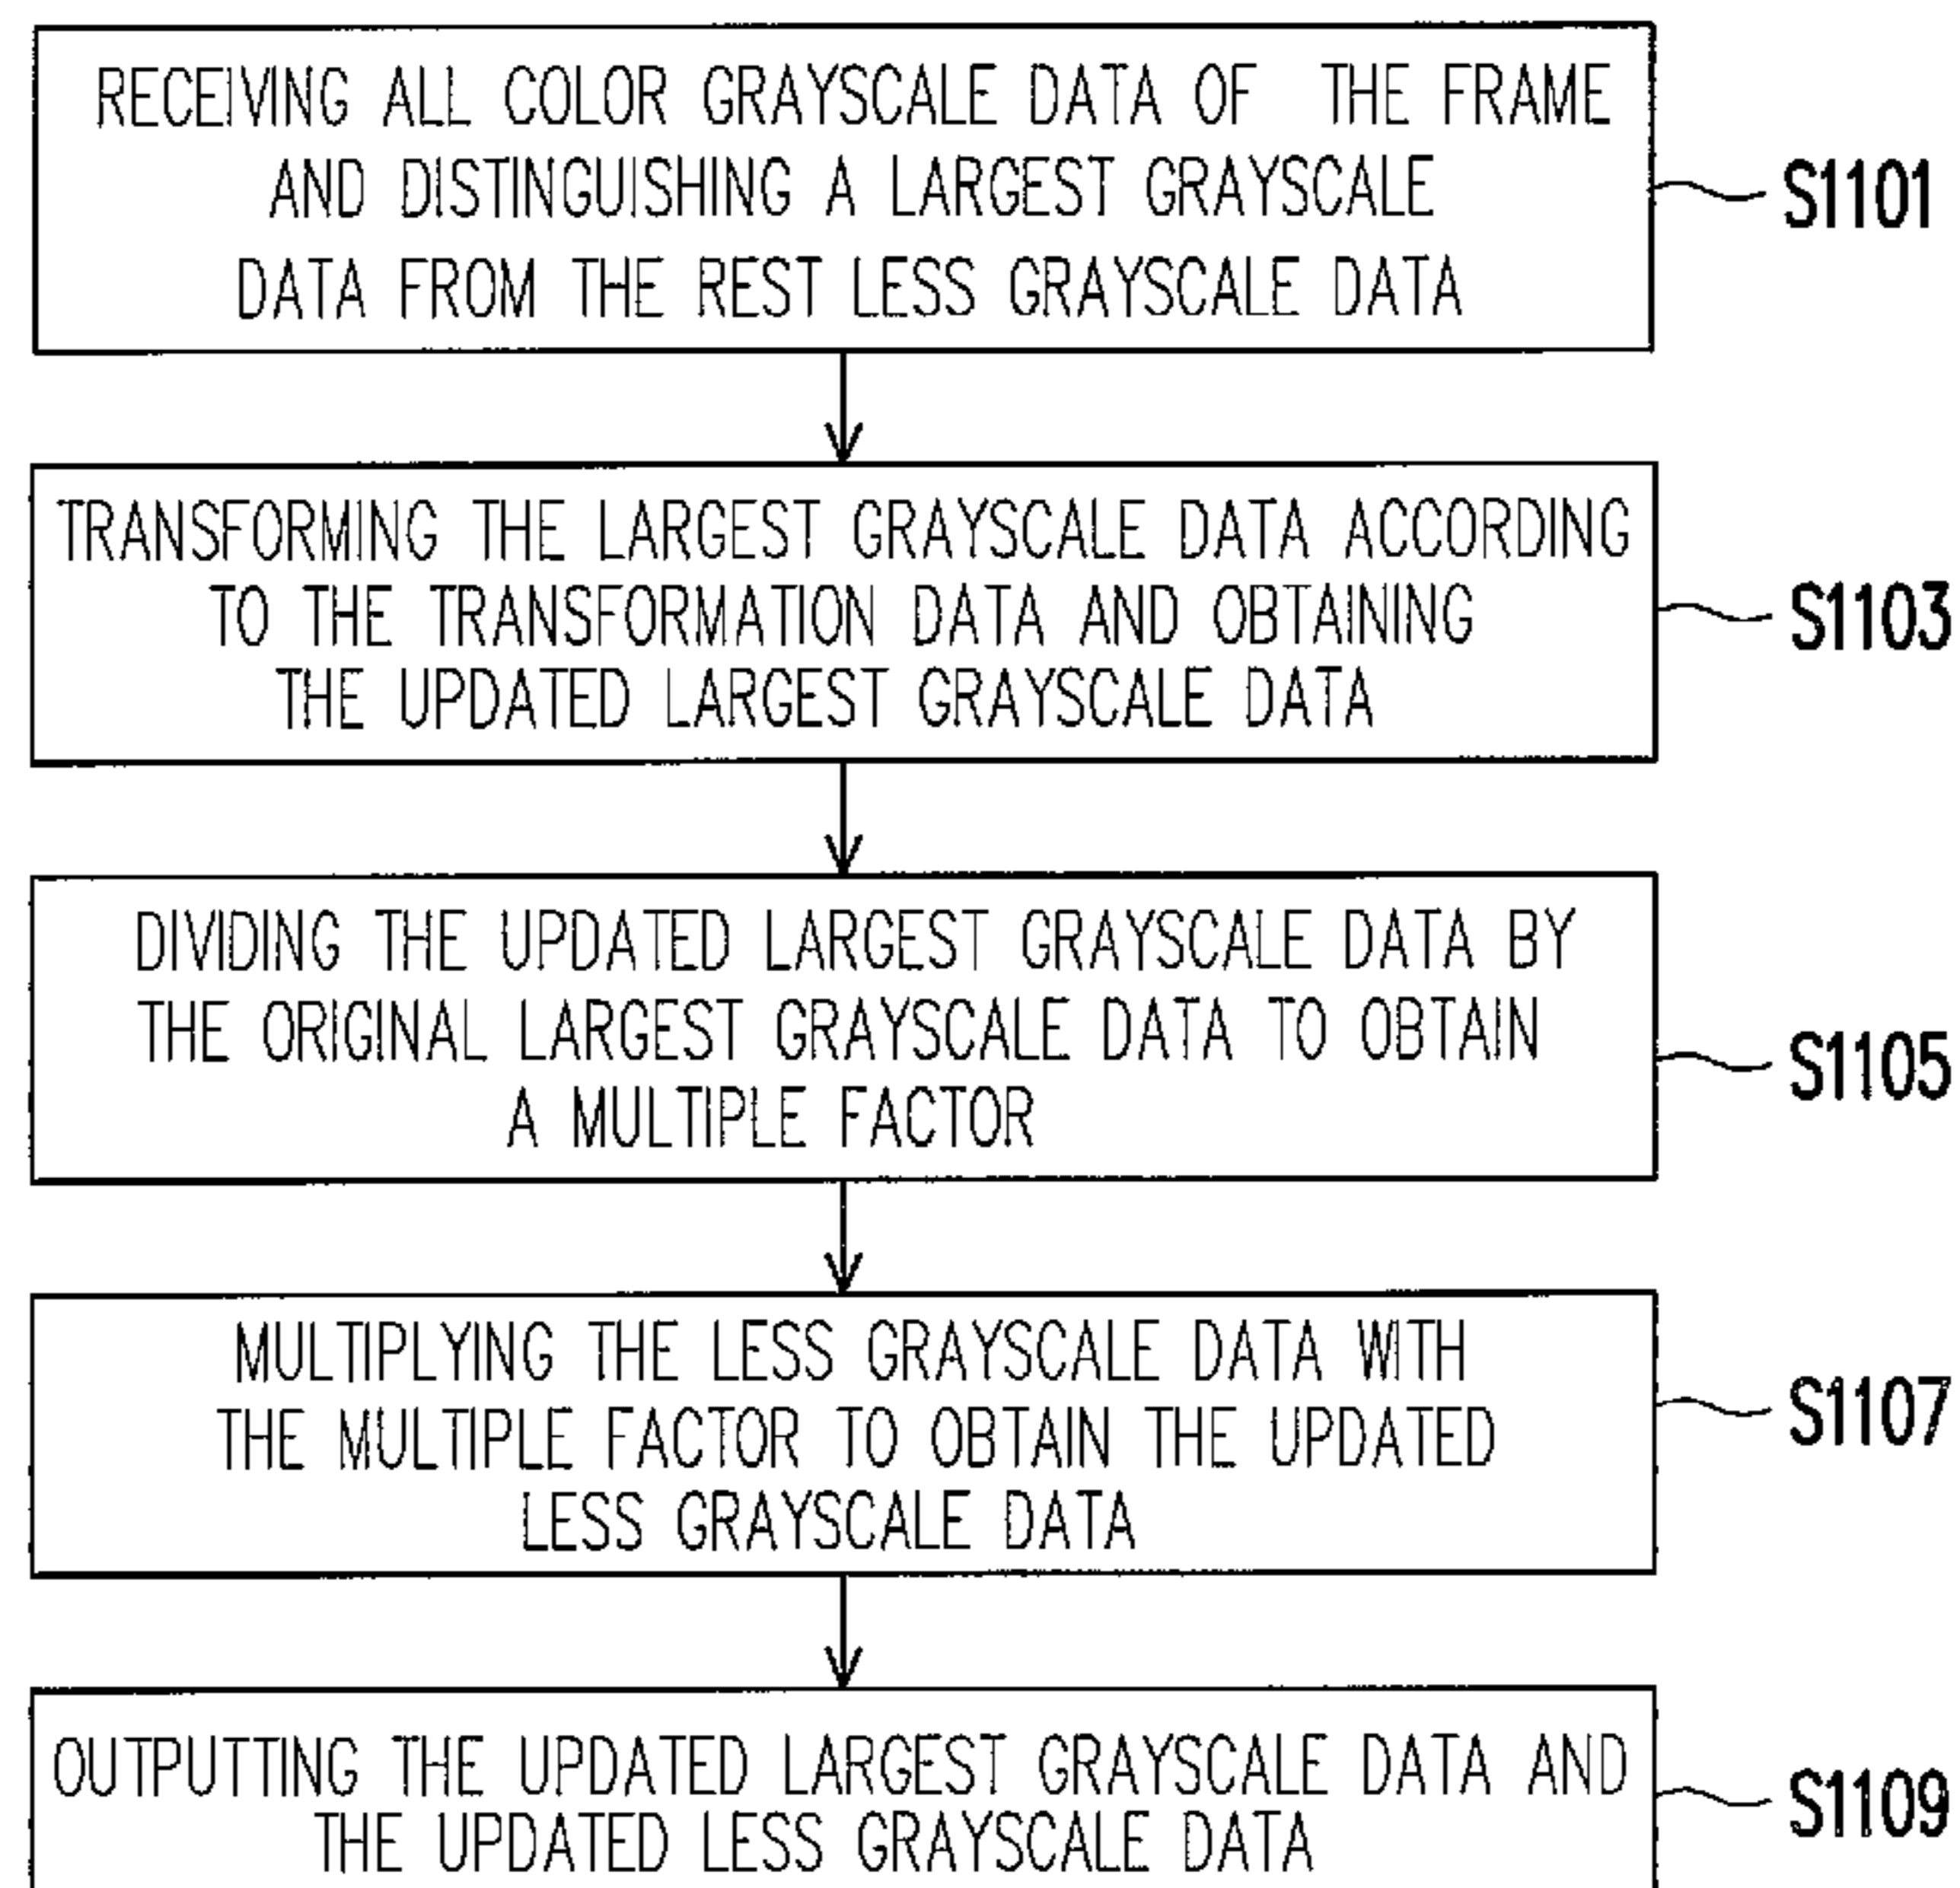 RECEIVING ALL COLOR GRAYSCALE DATA OF THE FRAME
AND DISTINGUISHING A LARGEST GRAYSCALE
DATA FROM THE REST LESS GRAYSCALE DATA
S1101
TRANSFORMING THE LARGEST GRAYSCALE DATA ACCORDING
TO THE TRANSFORMATION DATA AND OBTAINING
THE UPDATED LARGEST GRAYSCALE DATA
S1103
DIVIDING THE UPDATED LARGEST GRAYSCALE DATA BY
THE ORIGINAL LARGEST GRAYSCALE DATA TO OBTAIN
A MULTIPLE FACTOR
S1105
MULTIPLYING THE LESS GRAYSCALE DATA WITH
THE MULTIPLE FACTOR TO OBTAIN THE UPDATED
LESS GRAYSCALE DATA
S1107
OUTPUTTING THE UPDATED LARGEST GRAYSCALE DATA AND
THE UPDATED LESS GRAYSCALE DATA
S1109